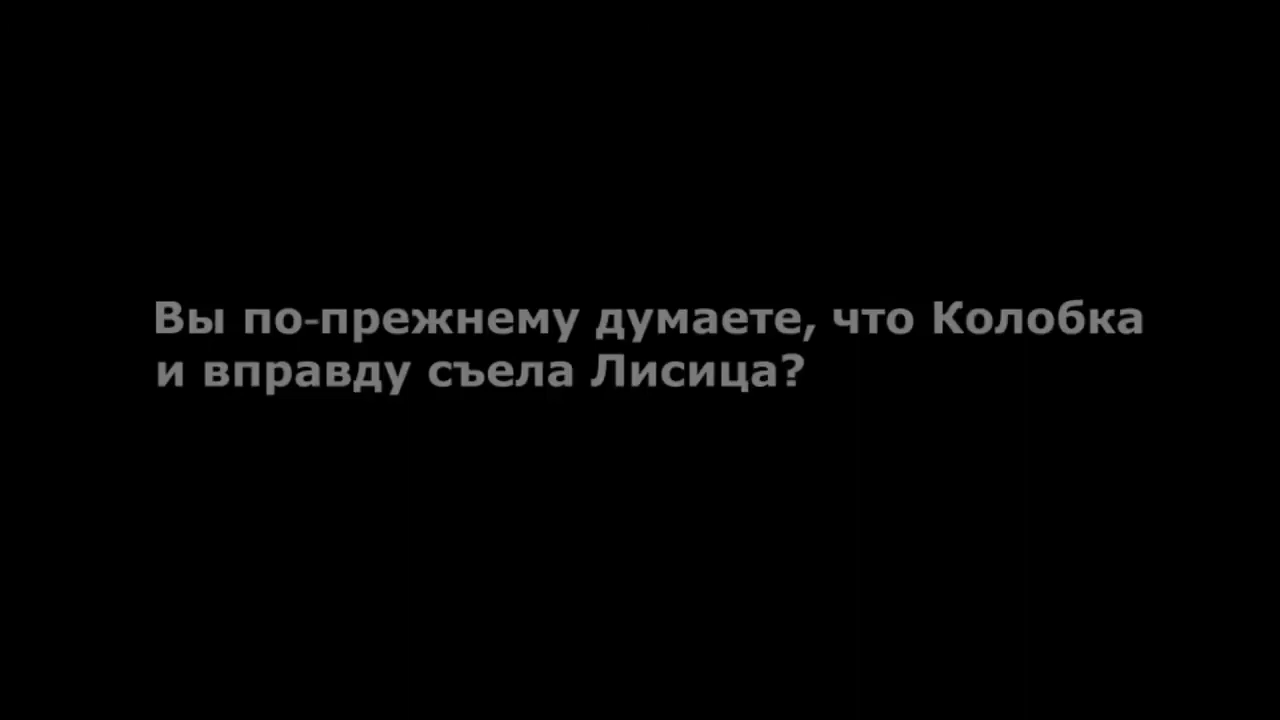 Вы по-прежнему думаете, что Колобка
и вправду съела Лисица?